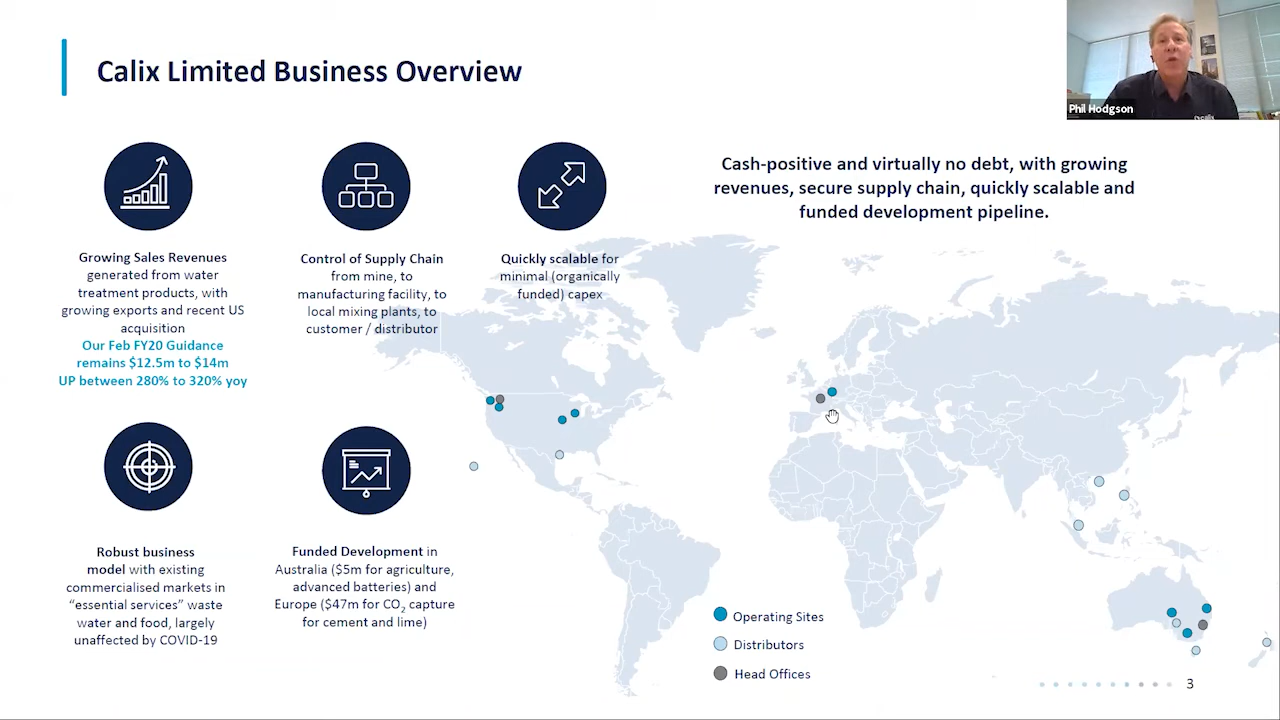 Calix Limited Business Overview
Phil Hodgson
calix
Cash-positive and virtually no debt, with growing
revenues, secure supply chain, quickly scalable and
funded development pipeline.
Growing Sales Revenues
generated from water
treatment products, with
growing exports and recent US
acquisition
Our Feb FY20 Guidance
remains $12.5m to $14m
UP between 280% to 320% yoy
Control of Supply Chain
from mine, to
manufacturing facility, to
local mixing plants, to
customer / distributor
Quickly scalable for
minimal (organically
funded) capex
Robust business
model with existing
commercialised markets in
“essential services” waste
water and food, largely
unaffected by COVID-19
Funded Development in
Australia ($5m for agriculture,
advanced batteries) and
Europe ($47m for CO2 capture
for cement and lime)
Operating Sites
Distributors
Head Offices
3